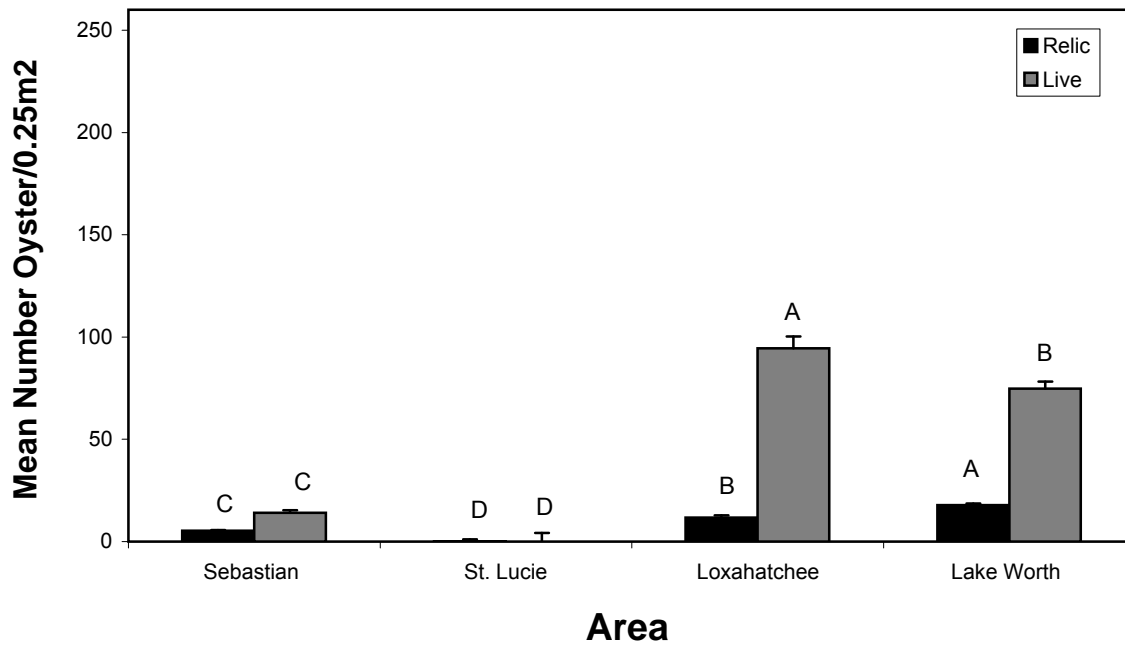 Mean Number Oyster/0.25m2
250
200
150
100
50
0
Relic
Live
C
C
D
D
B
A
A
B
Sebastian
St. Lucie
Loxahatchee
Lake Worth
Area